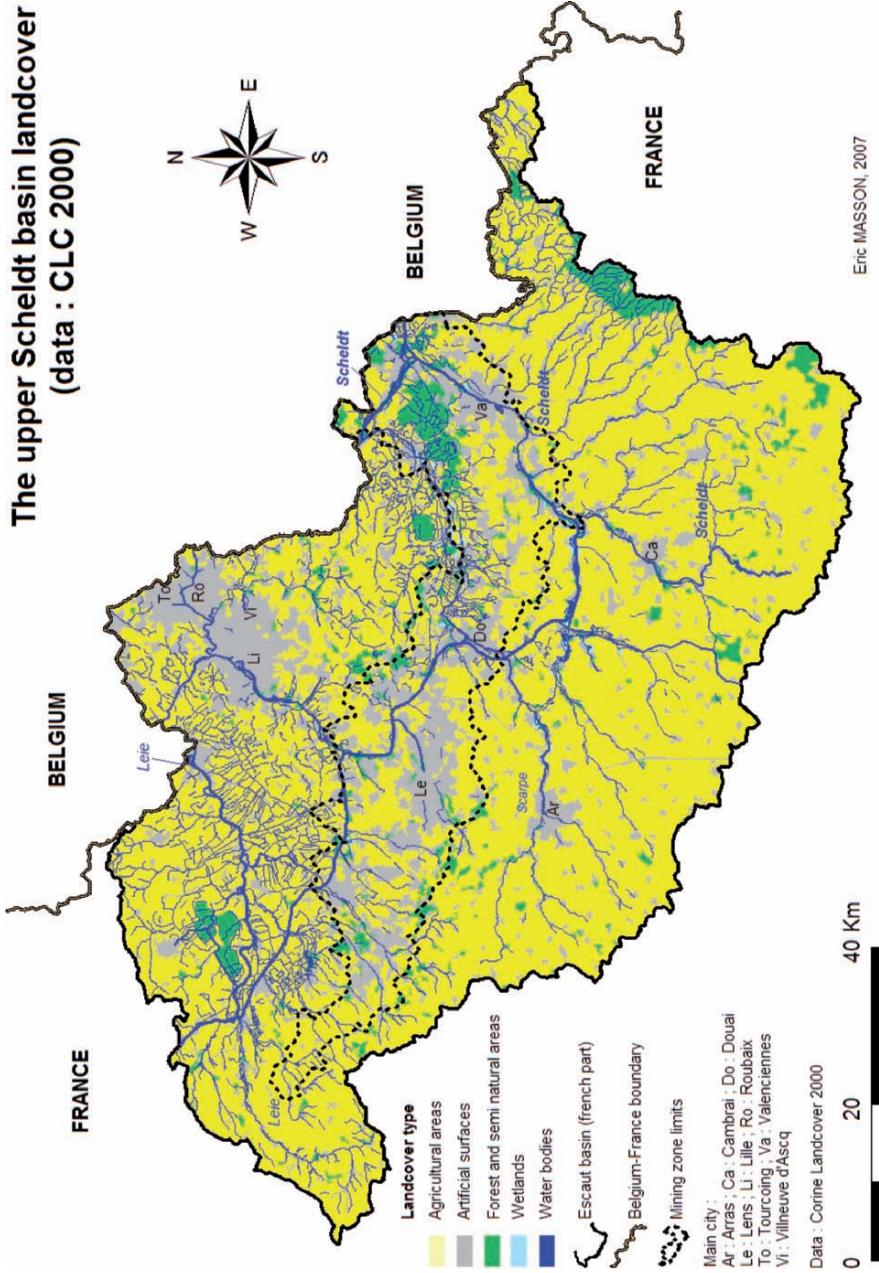 The upper Scheldt basin landcover
(data : CLC 2000)
N
W
E
S
FRANCE
BELGIUM
BELGIUM
FRANCE
Leie
Leie
To
Ro
Vi
Li
Scheldt
Va
Scheldt
Do
Le
Scarpe
Ar
Ca
Scheldt
Landcover type
Agricultural areas
Artificial surfaces
Forest and semi natural areas
Wetlands
Water bodies
Escaut basin (french part)
Belgium-France boundary
Mining zone limits
Main city :
Ar : Arras ; Ca : Cambrai ; Do : Douai
Le : Lens ; Li : Lille ; Ro : Roubaix
To : Tourcoing ; Va : Valenciennes
Vi : Villneuve d'Ascq
Data : Corine Landcover 2000
0
20
40 Km
Eric MASSON, 2007